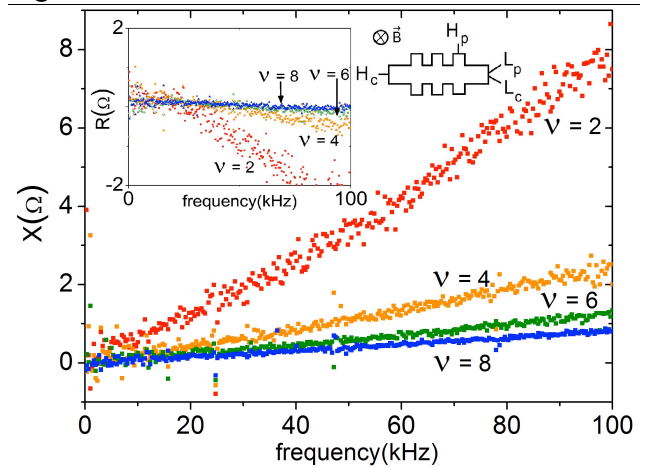 8
6
4
2
0
X(Ω)
0 20 40 60 80 100
frequency(kHz)
ν = 2
ν = 4
ν = 6
ν = 8
2
0
-2
R(Ω)
0 100
frequency(kHz)
ν = 8
ν = 6
ν = 4
ν = 2
⊗ B⃗
H_p
H_c
L_p
L_c